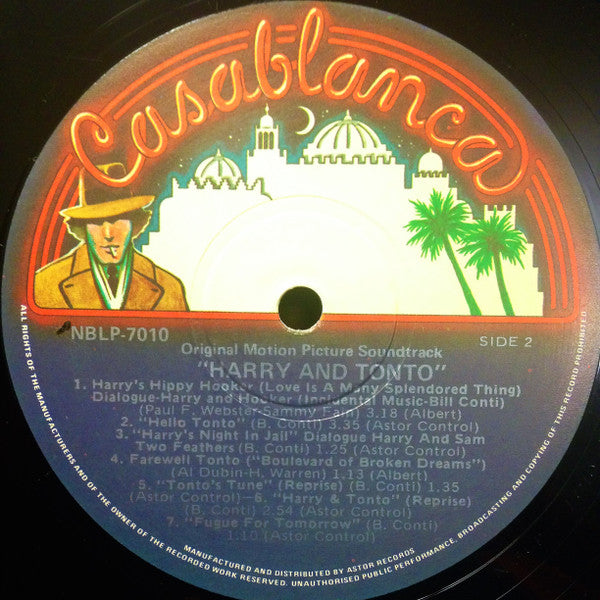 Casablanca
NBLP-7010
SIDE 2
Original Motion Picture Soundtrack
"HARRY AND TONTO"
1. Harry's Hippy Hooker (Love Is A Many Splendored Thing)
Dialogue-Harry and Hooker (Incidental Music-Bill Conti)
(Paul F. Webster-Sammy Fain) 3.18 (Albert)
2. "Hello Tonto" (B. Conti) 3.35 (Astor Control)
3. "Harry's Night In Jail" Dialogue Harry And Sam
Two Feathers (B. Conti) 1.25 (Astor Control)
4. Farewell Tonto ("Boulevard of Broken Dreams")
(Al Dubin-H. Warren) 1.13 (Albert)
5. "Tonto's Tune" (Reprise) (B. Conti) 1.35
(Astor Control)—6. "Harry & Tonto" (Reprise)
(B. Conti) 2.54 (Astor Control)
7. "Fugue For Tomorrow" (B. Conti)
1.10 (Astor Control)
MANUFACTURED AND DISTRIBUTED BY ASTOR RECORDS
ALL RIGHTS OF THE MANUFACTURERS AND OF THE OWNER OF THE RECORDED WORK RESERVED. UNAUTHORISED PUBLIC PERFORMANCE, BROADCASTING AND COPYING OF THIS RECORD PROHIBITED.